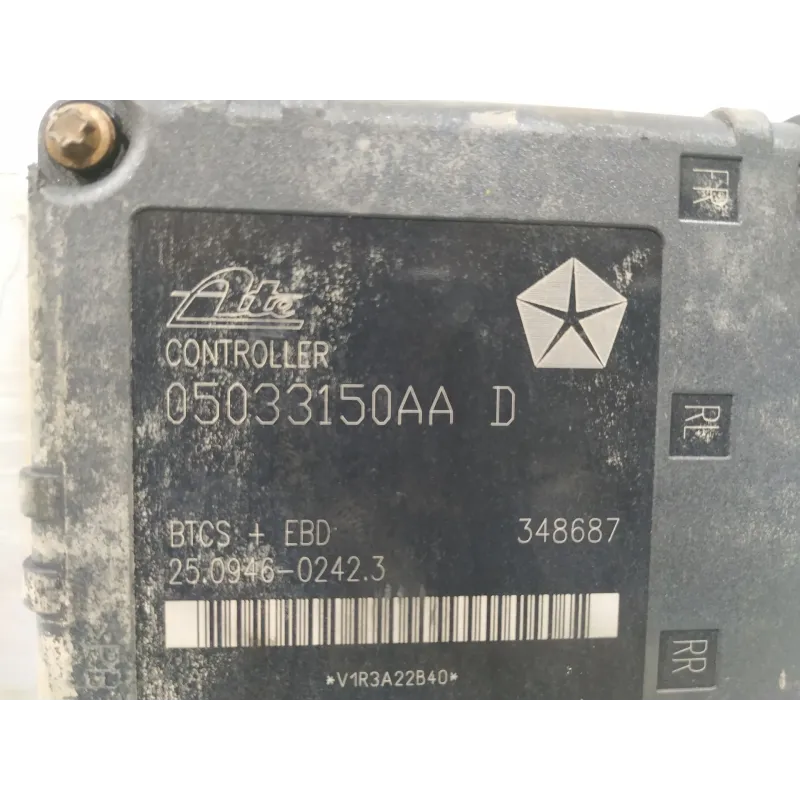 FR
Ate
CONTROLLER
05033150AA D
RL
BTCS + EBD 348687
25.0946-0242.3
RR
*V1R3A22B40*